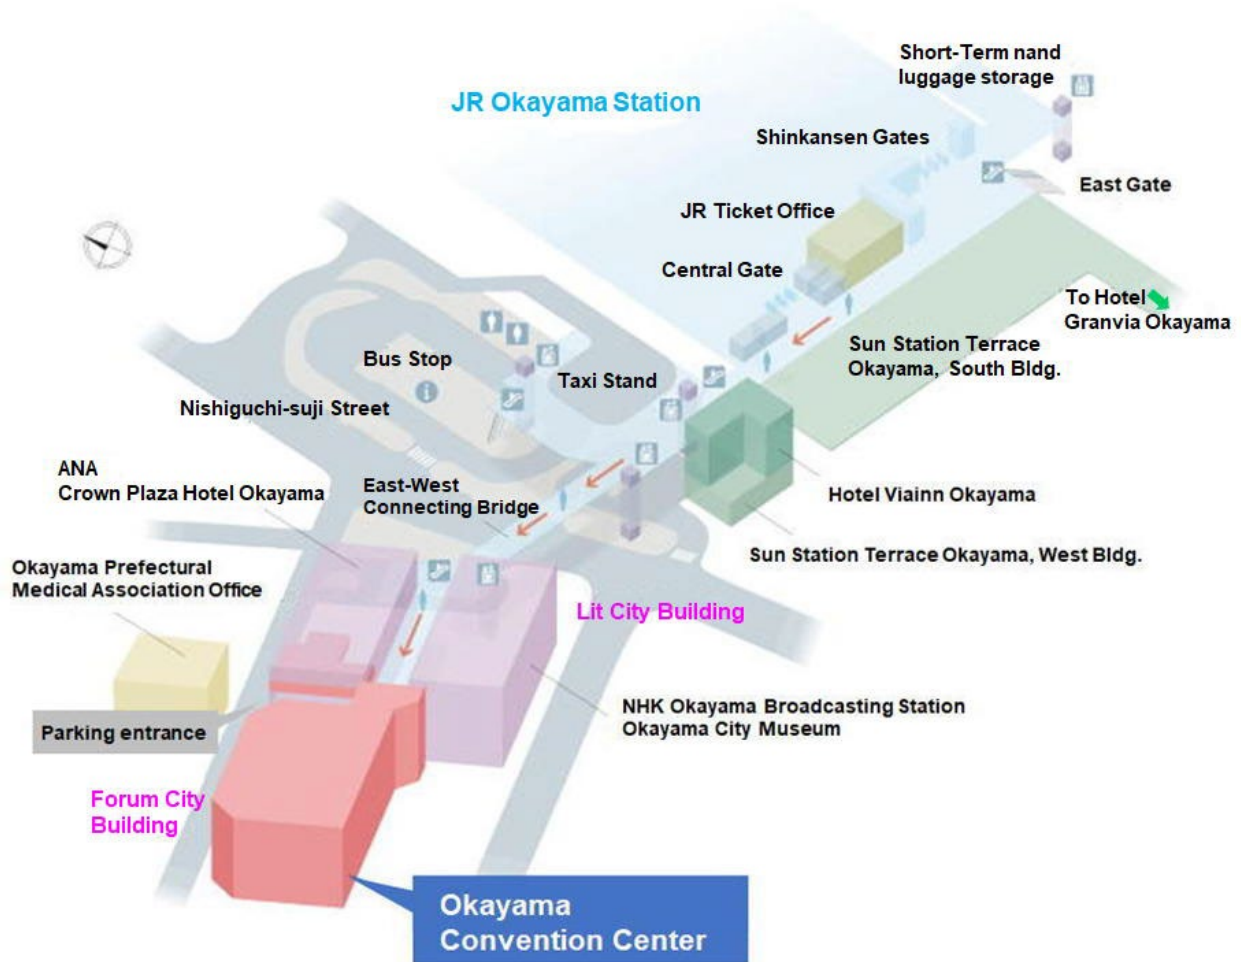 Short-Term nand
luggage storage
JR Okayama Station
Shinkansen Gates
East Gate
JR Ticket Office
Central Gate
To Hotel
Granvia Okayama
Sun Station Terrace
Okayama, South Bldg.
Bus Stop
Taxi Stand
Nishiguchi-suji Street
ANA
Crown Plaza Hotel Okayama
East-West
Connecting Bridge
Hotel Viainn Okayama
Sun Station Terrace Okayama, West Bldg.
Okayama Prefectural
Medical Association Office
Lit City Building
NHK Okayama Broadcasting Station
Okayama City Museum
Parking entrance
Forum City
Building
Okayama
Convention Center